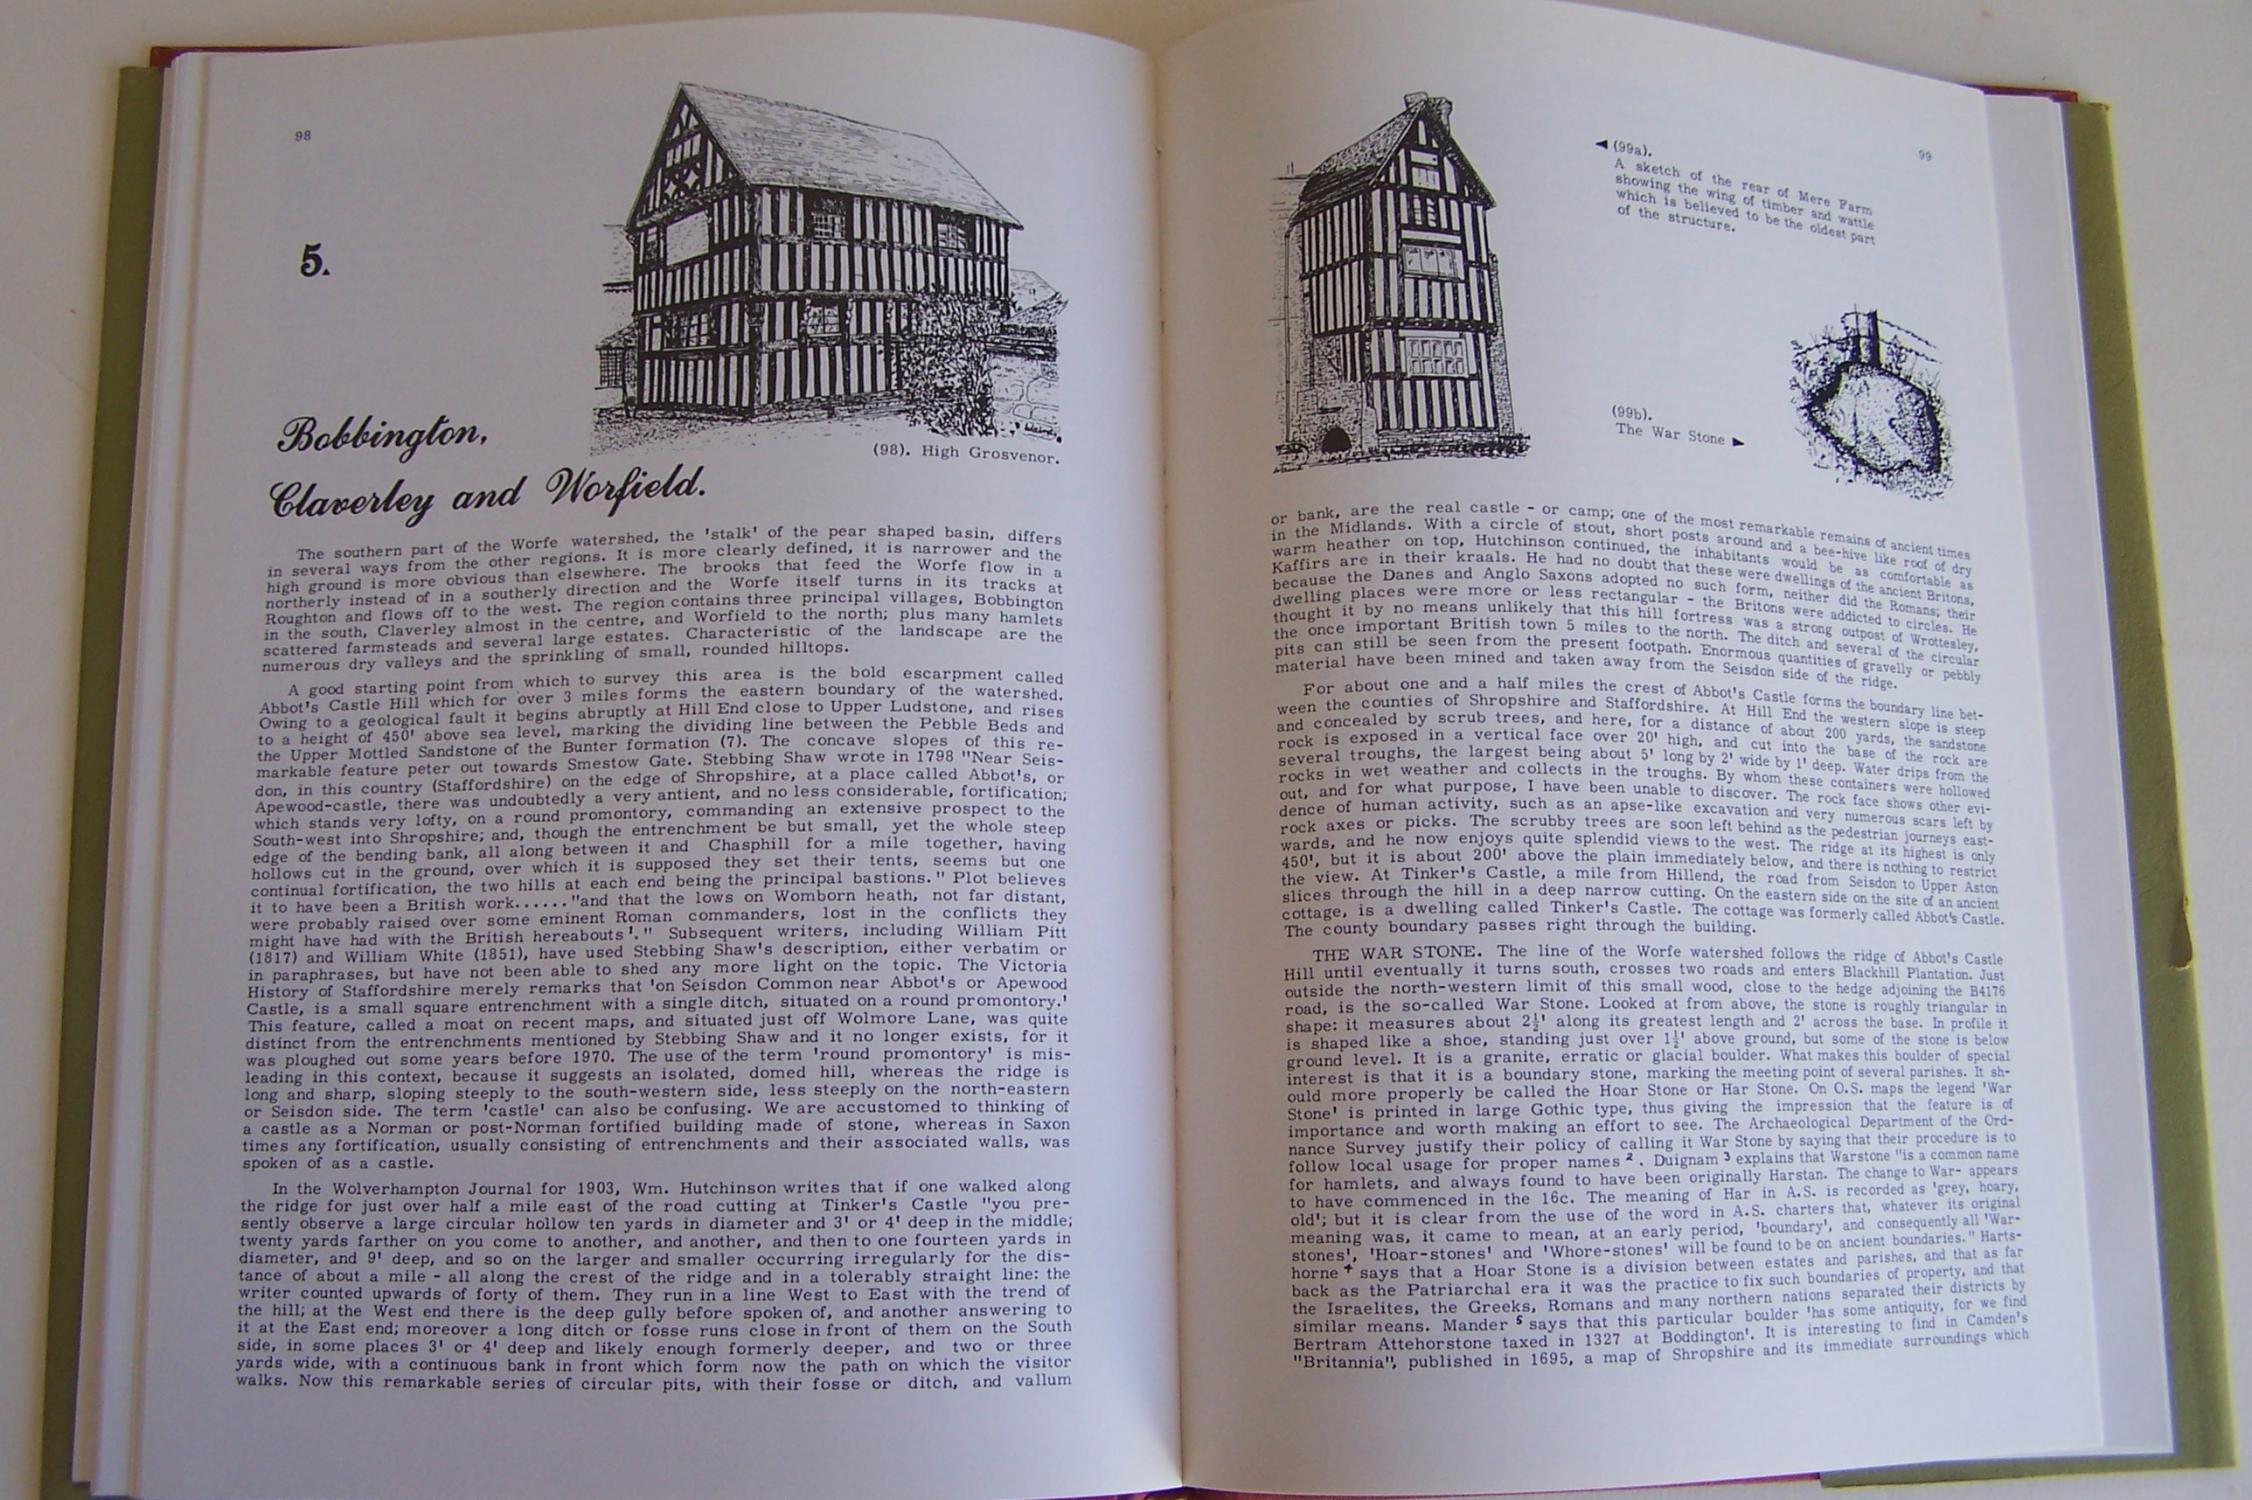 98
5.
Bobbington,
(98). High Grosvenor.
Claverley and Worfield.
The southern part of the Worfe watershed, the 'stalk' of the pear shaped basin, differs
in several ways from the other regions. It is more clearly defined, it is narrower and the
high ground is more obvious than elsewhere. The brooks that feed the Worfe flow in a
northerly instead of in a southerly direction and the Worfe itself turns in its tracks at
Roughton and flows off to the west. The region contains three principal villages, Bobbington
in the south, Claverley almost in the centre, and Worfield to the north; plus many hamlets
scattered farmsteads and several large estates. Characteristic of the landscape are the
numerous dry valleys and the sprinkling of small, rounded hilltops.
A good starting point from which to survey this area is the bold escarpment called
Abbot's Castle Hill which for over 3 miles forms the eastern boundary of the watershed.
Owing to a geological fault it begins abruptly at Hill End close to Upper Ludstone, and rises
to a height of 450' above sea level, marking the dividing line between the Pebble Beds and
the Upper Mottled Sandstone of the Bunter formation (7). The concave slopes of this re-
markable feature peter out towards Smestow Gate. Stebbing Shaw wrote in 1798 "Near Seis-
don, in this country (Staffordshire) on the edge of Shropshire, at a place called Abbot's, or
Apewood-castle, there was undoubtedly a very antient, and no less considerable, fortification;
which stands very lofty, on a round promontory, commanding an extensive prospect to the
South-west into Shropshire; and, though the entrenchment be but small, yet the whole steep
edge of the bending bank, all along between it and Chasphill for a mile together, having
hollows cut in the ground, over which it is supposed they set their tents, seems but one
continual fortification, the two hills at each end being the principal bastions." Plot believes
it to have been a British work......"and that the lows on Womborn heath, not far distant,
were probably raised over some eminent Roman commanders, lost in the conflicts they
might have had with the British hereabouts¹." Subsequent writers, including William Pitt
(1817) and William White (1851), have used Stebbing Shaw's description, either verbatim or
in paraphrases, but have not been able to shed any more light on the topic. The Victoria
History of Staffordshire merely remarks that 'on Seisdon Common near Abbot's or Apewood
Castle, is a small square entrenchment with a single ditch, situated on a round promontory.'
This feature, called a moat on recent maps, and situated just off Wolmore Lane, was quite
distinct from the entrenchments mentioned by Stebbing Shaw and it no longer exists, for it
was ploughed out some years before 1970. The use of the term 'round promontory' is mis-
leading in this context, because it suggests an isolated, domed hill, whereas the ridge is
long and sharp, sloping steeply to the south-western side, less steeply on the north-eastern
or Seisdon side. The term 'castle' can also be confusing. We are accustomed to thinking of
a castle as a Norman or post-Norman fortified building made of stone, whereas in Saxon
times any fortification, usually consisting of entrenchments and their associated walls, was
spoken of as a castle.
In the Wolverhampton Journal for 1903, Wm. Hutchinson writes that if one walked along
the ridge for just over half a mile east of the road cutting at Tinker's Castle "you pre-
sently observe a large circular hollow ten yards in diameter and 3' or 4' deep in the middle;
twenty yards farther on you come to another, and another, and then to one fourteen yards in
diameter, and 9' deep, and so on the larger and smaller occurring irregularly for the dis-
tance of about a mile - all along the crest of the ridge and in a tolerably straight line: the
writer counted upwards of forty of them. They run in a line West to East with the trend of
the hill; at the West end there is the deep gully before spoken of, and another answering to
it at the East end; moreover a long ditch or fosse runs close in front of them on the South
side, in some places 3' or 4' deep and likely enough formerly deeper, and two or three
yards wide, with a continuous bank in front which form now the path on which the visitor
walks. Now this remarkable series of circular pits, with their fosse or ditch, and vallum
99
◄ (99a).
A sketch of the rear of Mere Farm
showing the wing of timber and wattle
which is believed to be the oldest part
of the structure.
(99b).
The War Stone ►
or bank, are the real castle - or camp; one of the most remarkable remains of ancient times
in the Midlands. With a circle of stout, short posts around and a bee-hive like roof of dry
warm heather on top, Hutchinson continued, the inhabitants would be as comfortable as
Kaffirs are in their kraals. He had no doubt that these were dwellings of the ancient Britons,
because the Danes and Anglo Saxons adopted no such form, neither did the Romans; their
dwelling places were more or less rectangular - the Britons were addicted to circles. He
thought it by no means unlikely that this hill fortress was a strong outpost of Wrottesley,
the once important British town 5 miles to the north. The ditch and several of the circular
pits can still be seen from the present footpath. Enormous quantities of gravelly or pebbly
material have been mined and taken away from the Seisdon side of the ridge.
For about one and a half miles the crest of Abbot's Castle forms the boundary line bet-
ween the counties of Shropshire and Staffordshire. At Hill End the western slope is steep
and concealed by scrub trees, and here, for a distance of about 200 yards, the sandstone
rock is exposed in a vertical face over 20' high, and cut into the base of the rock are
several troughs, the largest being about 5' long by 2' wide by 1' deep. Water drips from the
rocks in wet weather and collects in the troughs. By whom these containers were hollowed
out, and for what purpose, I have been unable to discover. The rock face shows other evi-
dence of human activity, such as an apse-like excavation and very numerous scars left by
rock axes or picks. The scrubby trees are soon left behind as the pedestrian journeys east-
wards, and he now enjoys quite splendid views to the west. The ridge at its highest is only
450', but it is about 200' above the plain immediately below, and there is nothing to restrict
the view. At Tinker's Castle, a mile from Hillend, the road from Seisdon to Upper Aston
slices through the hill in a deep narrow cutting. On the eastern side on the site of an ancient
cottage, is a dwelling called Tinker's Castle. The cottage was formerly called Abbot's Castle.
The county boundary passes right through the building.
THE WAR STONE. The line of the Worfe watershed follows the ridge of Abbot's Castle
Hill until eventually it turns south, crosses two roads and enters Blackhill Plantation. Just
outside the north-western limit of this small wood, close to the hedge adjoining the B4176
road, is the so-called War Stone. Looked at from above, the stone is roughly triangular in
shape: it measures about 2½' along its greatest length and 2' across the base. In profile it
is shaped like a shoe, standing just over 1½' above ground, but some of the stone is below
ground level. It is a granite, erratic or glacial boulder. What makes this boulder of special
interest is that it is a boundary stone, marking the meeting point of several parishes. It sh-
ould more properly be called the Hoar Stone or Har Stone. On O.S. maps the legend 'War
Stone' is printed in large Gothic type, thus giving the impression that the feature is of
importance and worth making an effort to see. The Archaeological Department of the Ord-
nance Survey justify their policy of calling it War Stone by saying that their procedure is to
follow local usage for proper names². Duignam³ explains that Warstone "is a common name
for hamlets, and always found to have been originally Harstan. The change to War- appears
to have commenced in the 16c. The meaning of Har in A.S. is recorded as 'grey, hoary,
old'; but it is clear from the use of the word in A.S. charters that, whatever its original
meaning was, it came to mean, at an early period, 'boundary', and consequently all 'War-
stones', 'Hoar-stones' and 'Whore-stones' will be found to be on ancient boundaries." Harts-
horne⁴ says that a Hoar Stone is a division between estates and parishes, and that as far
back as the Patriarchal era it was the practice to fix such boundaries of property, and that
the Israelites, the Greeks, Romans and many northern nations separated their districts by
similar means. Mander⁵ says that this particular boulder 'has some antiquity, for we find
Bertram Attehorstone taxed in 1327 at Boddington'. It is interesting to find in Camden's
"Britannia", published in 1695, a map of Shropshire and its immediate surroundings which